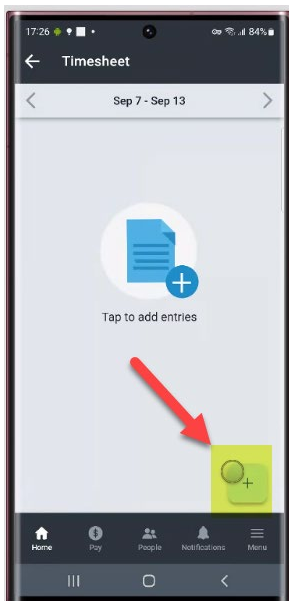 17:26
84%
Timesheet
Sep 7 - Sep 13
Tap to add entries
Home
Pay
People
Notifications
Menu